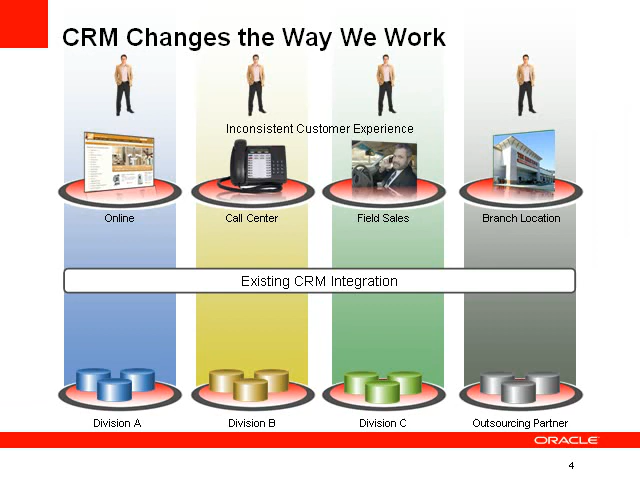 CRM Changes the Way We Work
Inconsistent Customer Experience
Online
Call Center
Field Sales
Branch Location
Existing CRM Integration
Division A
Division B
Division C
Outsourcing Partner
ORACLE
4